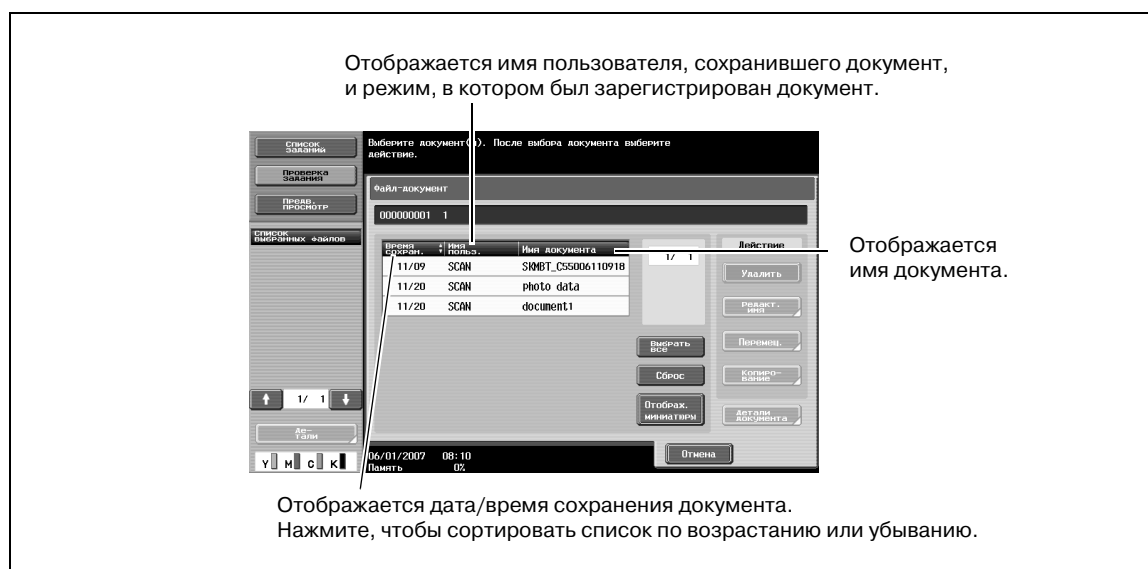 Отображается имя пользователя, сохранившего документ,
и режим, в котором был зарегистрирован документ.
Список
заданий
Проверка
задания
Предв.
просмотр
Список
выбранных файлов
1/ 1
Де-
тали
Y M C K
Выберите документ(ы). После выбора документа выберите
действие.
Файл-документ
000000001 1
Время
сохран.
Имя
польз.
Имя документа
11/09 SCAN SKMBT_C55006110918
11/20 SCAN photo data
11/20 SCAN document1
1/ 1
Выбрать
все
Сброс
Отображ.
миниатюры
Действие
Удалить
Редакт.
имя
Перемещ.
Копиро-
вание
Детали
документа
06/01/2007 08:10
Память 0%
Отмена
Отображается
имя документа.
Отображается дата/время сохранения документа.
Нажмите, чтобы сортировать список по возрастанию или убыванию.